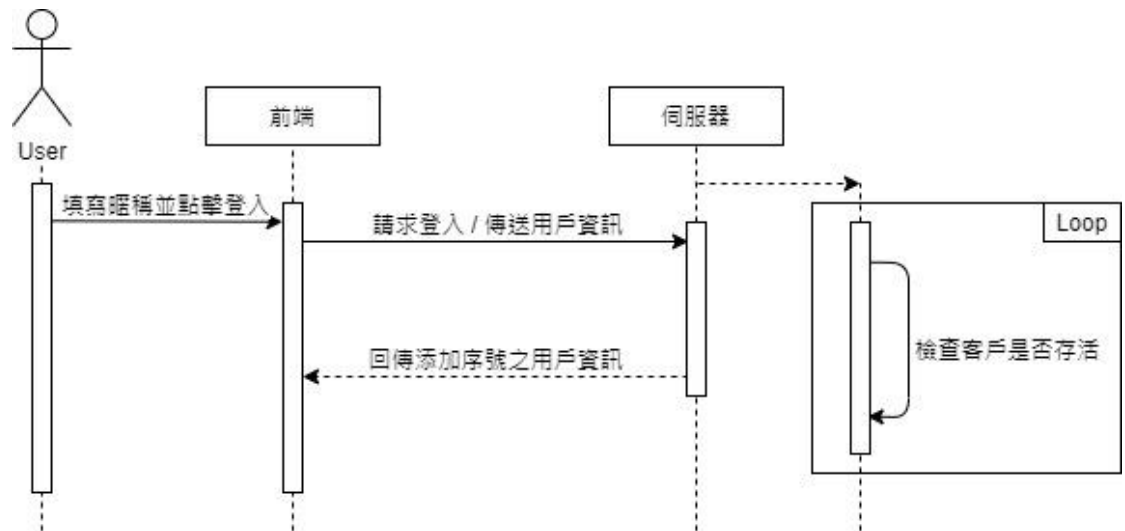 User
前端
伺服器
填寫暱稱並點擊登入
請求登入 / 傳送用戶資訊
Loop
檢查客戶是否存活
回傳添加序號之用戶資訊